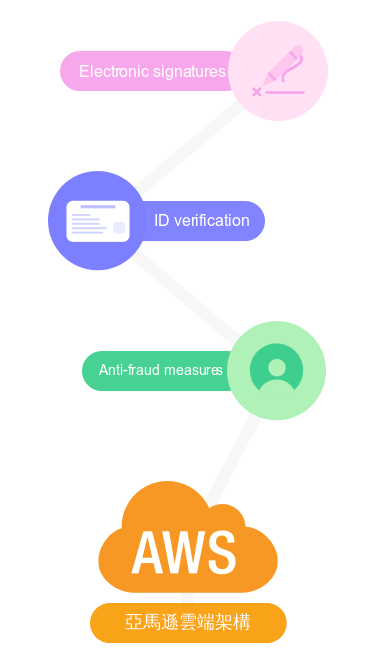 Electronic signatures
ID verification
Anti-fraud measures
AWS
亞馬遜雲端架構